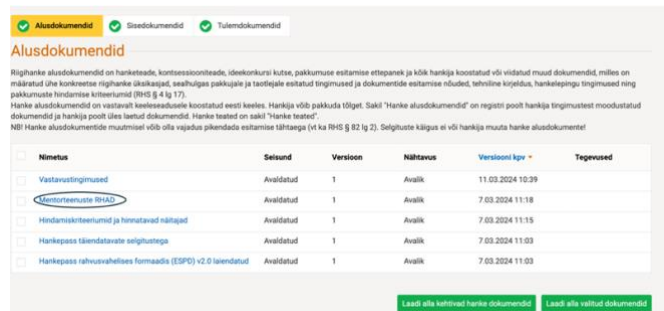 Alusdokumendid Sisedokumendid Tulemdokumendid
Alusdokumendid
Riigihanke alusdokumendid on hanketeade, kontsessiooniteade, ideekonkursi kutse, pakkumuse esitamise ettepanek ja kõik hankija koostatud või viidatud muud dokumendid, milles on
määratud ühe konkreetse riigihanke üksikasjad, sealhulgas pakkujale ja taotlejale esitatud tingimused ja dokumentide esitamise nõuded, tehniline kirjeldus, hankelepingu tingimused ning
pakkumuste hindamise kriteeriumid (RHS § 4 lg 17).
Hanke alusdokumendid on vastavalt keeleseadusele koostatud eesti keeles. Hankija võib pakkuda tõlget. Sakil "Hanke alusdokumendid" on registri poolt hankija tingimustest moodustatud
dokumendid ja hankija poolt üles laetud dokumendid. Hanke teated on sakil "Hanke teated".
NB! Hanke alusdokumentide muutmisel võib olla vajadus pikendada esitamise tähtaega (vt ka RHS § 82 lg 2). Selgituste käigus ei või hankija muuta hanke alusdokumente!
Nimetus Seisund Versioon Nähtavus Versiooni kpv Tegevused
Vastavustingimused Avaldatud 1 Avalik 11.03.2024 10:39
Mentorteenuste RHAD Avaldatud 1 Avalik 7.03.2024 11:18
Hindamiskriteeriumid ja hinnatavad näitajad Avaldatud 1 Avalik 7.03.2024 11:15
Hankepass täiendatavate selgitustega Avaldatud 1 Avalik 7.03.2024 11:03
Hankepass rahvusvahelises formaadis (ESPD) v2.0 laiendatud Avaldatud 1 Avalik 7.03.2024 11:03
Laadi alla kehtivad hanke dokumendid Laadi alla valitud dokumendid